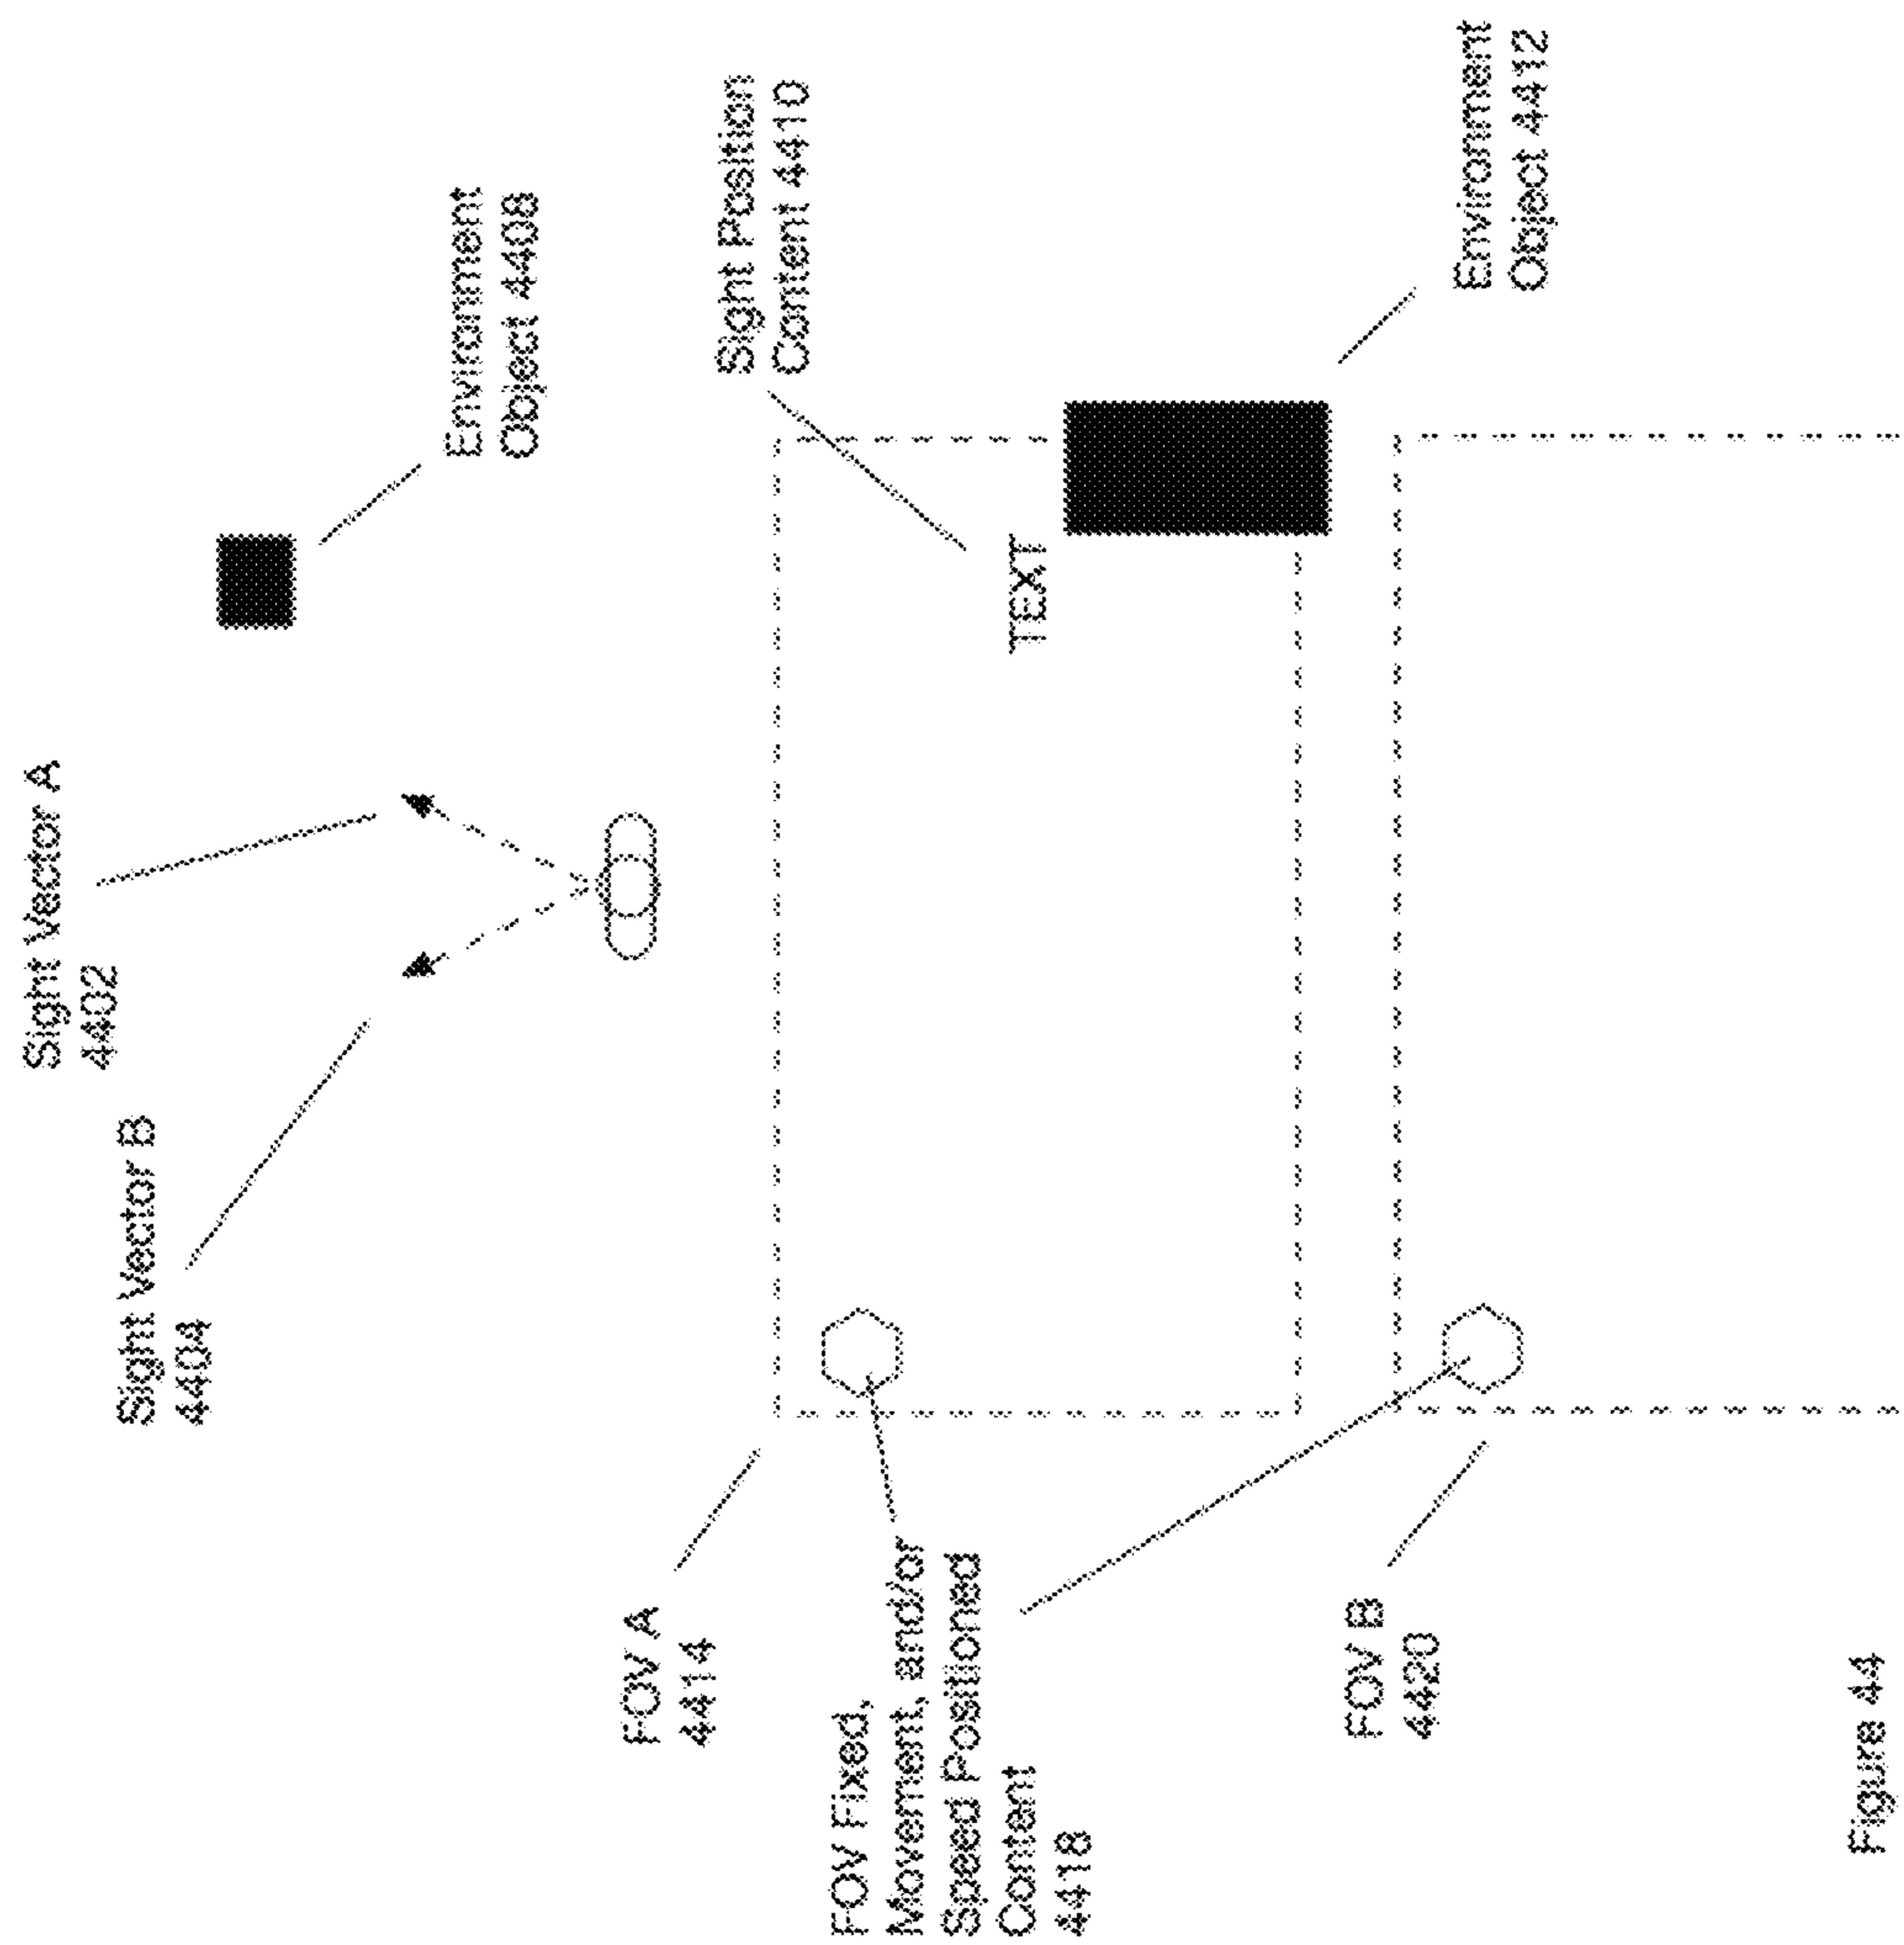 Sight Vector A
4402
Sight Vector B
4404
Environment
Object 4408
FOV A
4414
Sight Position
Content 4410
FOV Fixed,
Movement, and/or
Speed Positioned
Content
4418
TEXT
FOV B
4420
Environment
Object 4412
Figure 44